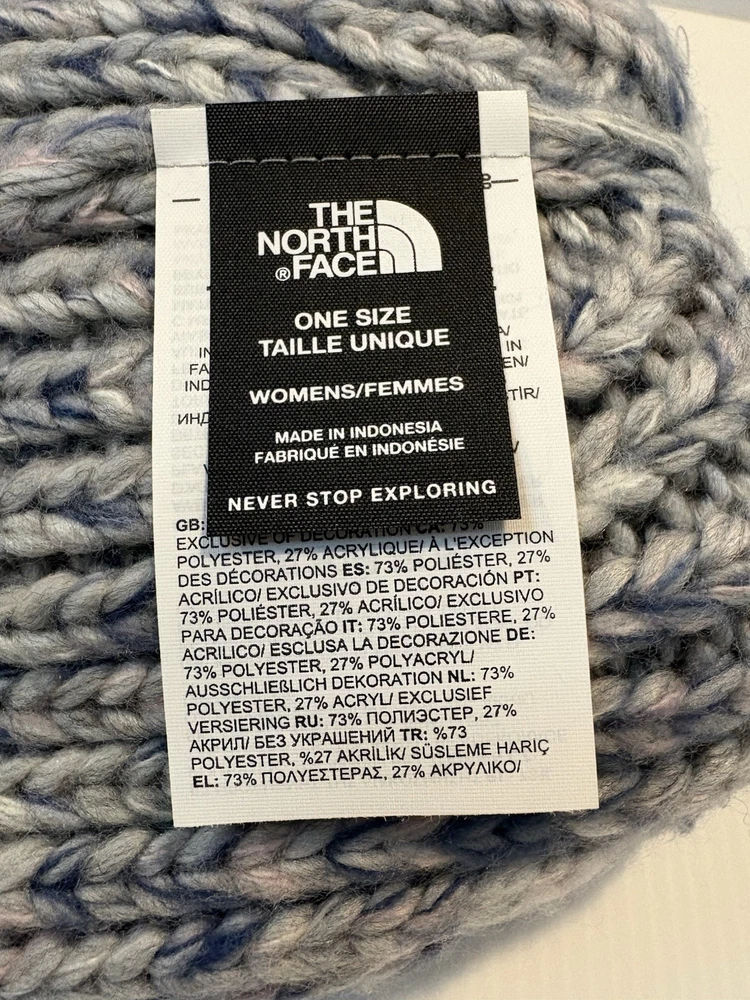 THE
NORTH
®FACE
ONE SIZE
TAILLE UNIQUE
WOMENS/FEMMES
MADE IN INDONESIA
FABRIQUÉ EN INDONÉSIE
NEVER STOP EXPLORING
GB:
EXCLUSIVE OF DECORATION CA: 73%
POLYESTER, 27% ACRYLIQUE/ À L'EXCEPTION
DES DÉCORATIONS ES: 73% POLIÉSTER, 27%
ACRÍLICO/ EXCLUSIVO DE DECORACIÓN PT:
73% POLIÉSTER, 27% ACRÍLICO/ EXCLUSIVO
PARA DECORAÇÃO IT: 73% POLIESTERE, 27%
ACRILICO/ ESCLUSA LA DECORAZIONE DE:
73% POLYESTER, 27% POLYACRYL/
AUSSCHLIEßLICH DEKORATION NL: 73%
POLYESTER, 27% ACRYL/ EXCLUSIEF
VERSIERING RU: 73% ПОЛИЭСТЕР, 27%
АКРИЛ/ БЕЗ УКРАШЕНИЙ TR: %73
POLYESTER, %27 AKRİLİK/ SÜSLEME HARİÇ
EL: 73% ΠΟΛΥΕΣΤΕΡΑΣ, 27% ΑΚΡΥΛΙΚΟ/